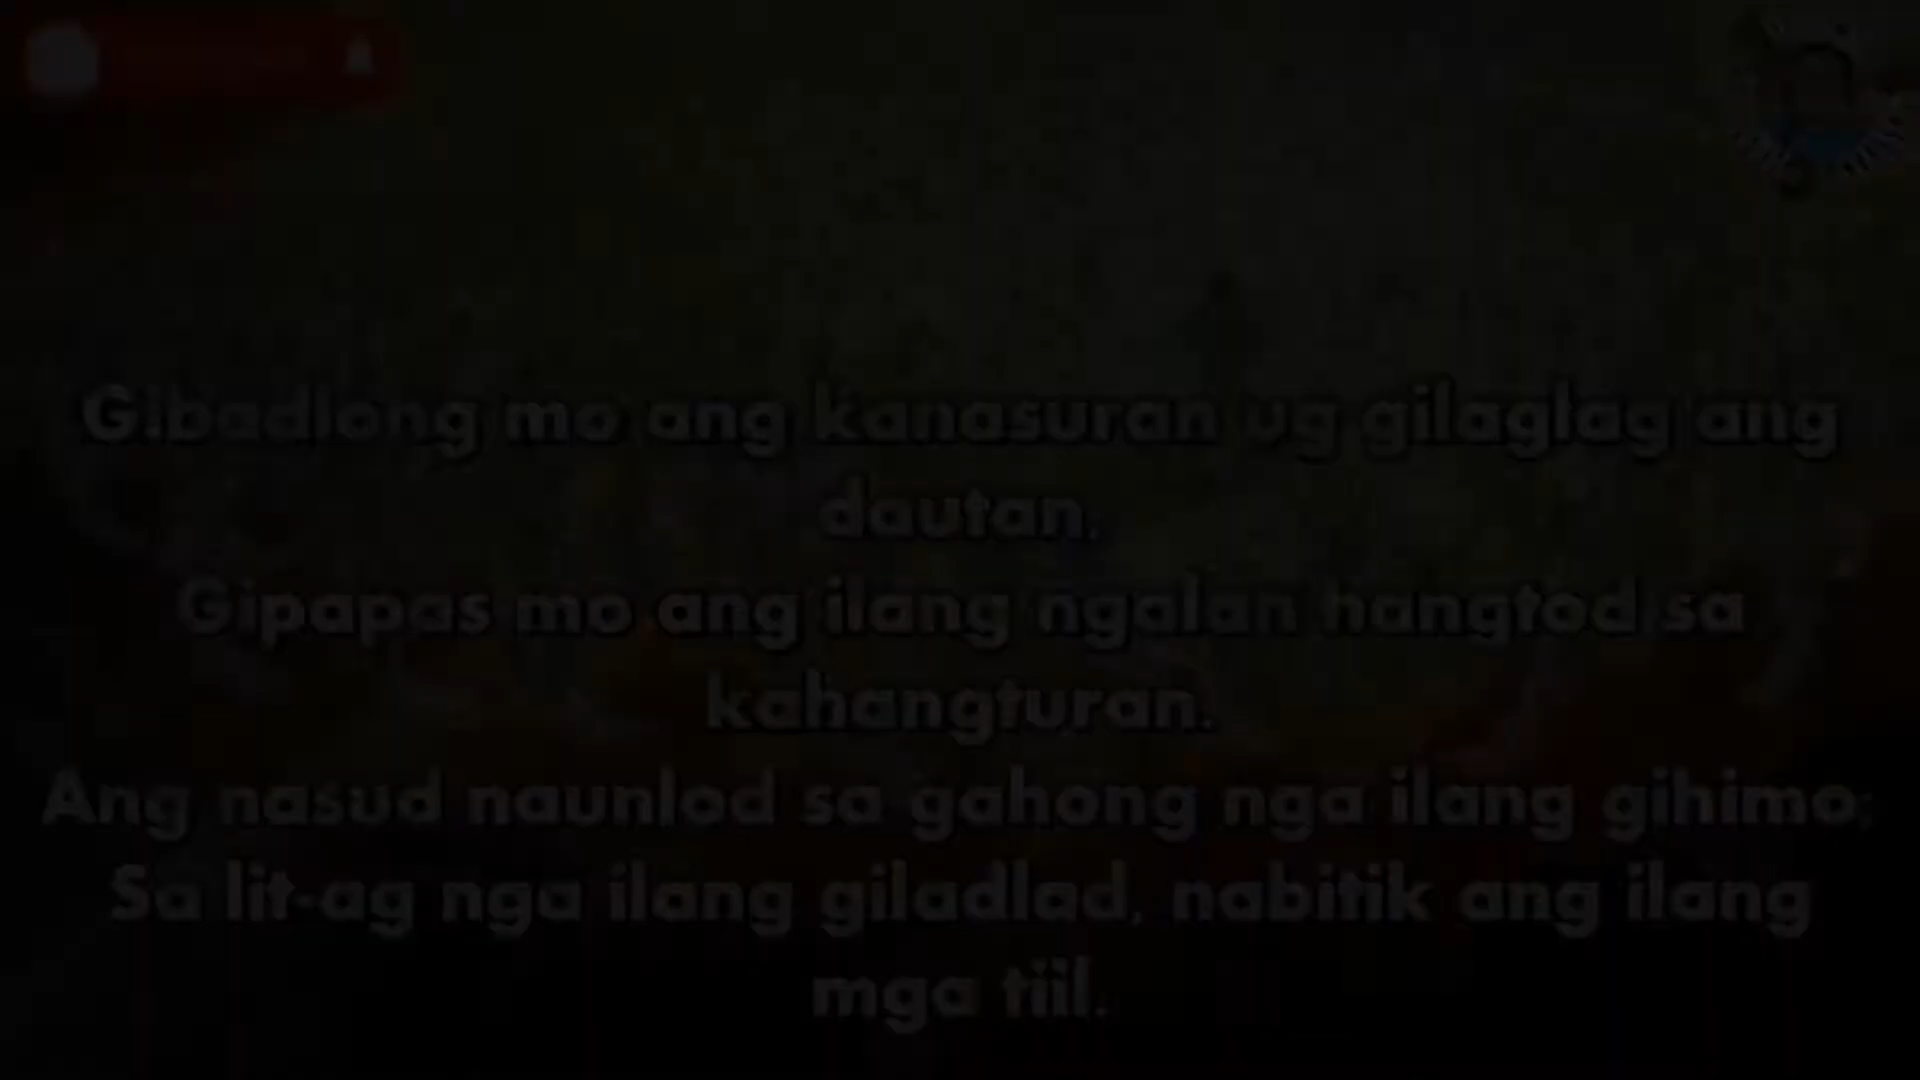 Gibadlong mo ang kanasuran ug gilaglag ang
dautan.
Gipapas mo ang ilang ngalan hangtod sa
kahangturan.
Ang nasud naunlod sa gahong nga ilang gihimo;
Sa lit-ag nga ilang giladlad, nabitik ang ilang
mga tiil.